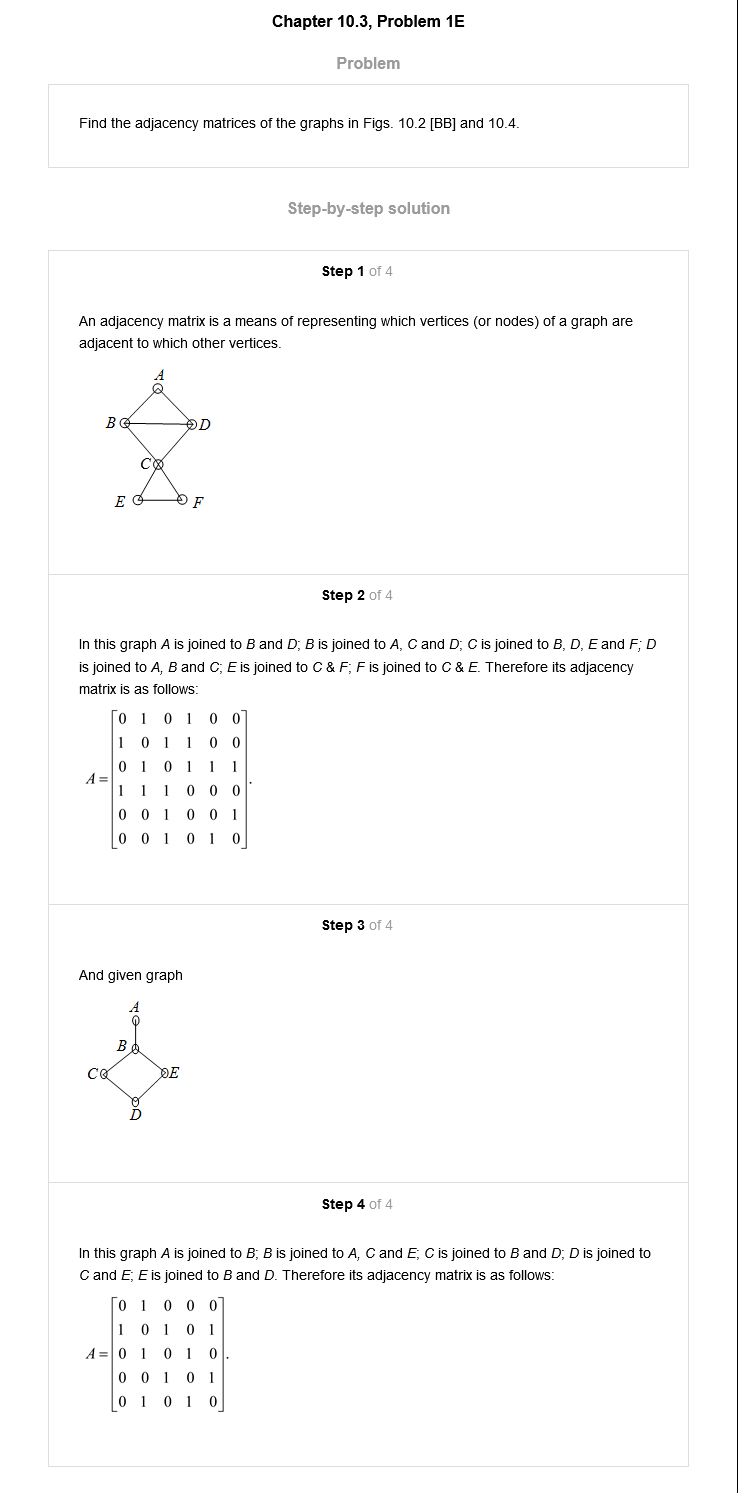 Chapter 10.3, Problem 1E
Problem
Find the adjacency matrices of the graphs in Figs. 10.2 [BB] and 10.4.
Step-by-step solution
Step 1 of 4
An adjacency matrix is a means of representing which vertices (or nodes) of a graph are
adjacent to which other vertices.
A
B D
C
E F
Step 2 of 4
In this graph A is joined to B and D; B is joined to A, C and D; C is joined to B, D, E and F; D
is joined to A, B and C; E is joined to C & F; F is joined to C & E. Therefore its adjacency
matrix is as follows:
0 1 0 1 0 0
1 0 1 1 0 0
0 1 0 1 1 1
A =
1 1 1 0 0 0
0 0 1 0 0 1
0 0 1 0 1 0
Step 3 of 4
And given graph
A
B
C E
D
Step 4 of 4
In this graph A is joined to B; B is joined to A, C and E; C is joined to B and D; D is joined to
C and E; E is joined to B and D. Therefore its adjacency matrix is as follows:
0 1 0 0 0
1 0 1 0 1
A = 0 1 0 1 0 .
0 0 1 0 1
0 1 0 1 0